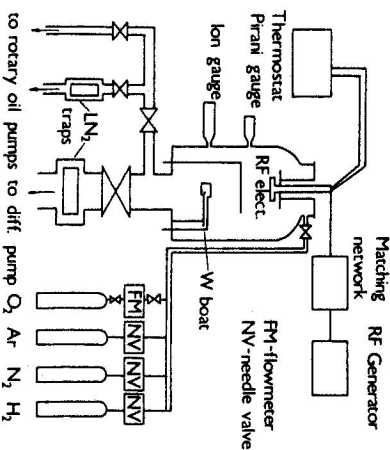 Thermostat
Pirani gauge
Ion gauge
RF elect.
Matching
network
RF Generator
FM-flowmeter
NV-needle valve
W boat
LN₂
traps
FM
NV
NV
NV
to rotary oil pumps to diff. pump O₂ Ar N₂ H₂